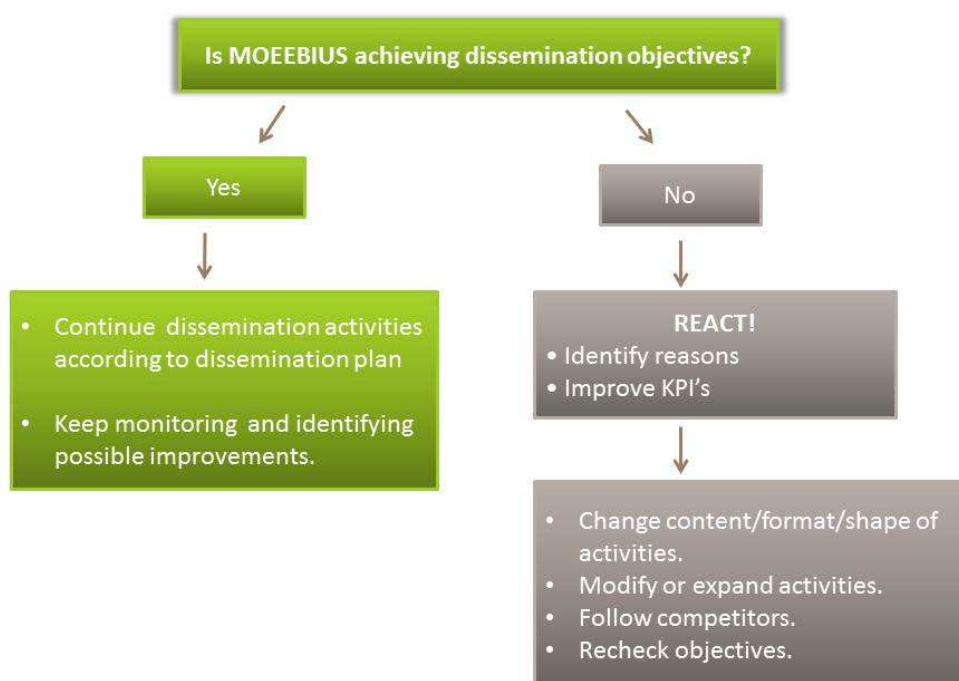 Is MOEEBIUS achieving dissemination objectives?
Yes
No
• Continue dissemination activities
according to dissemination plan
• Keep monitoring and identifying
possible improvements.
REACT!
• Identify reasons
• Improve KPI's
• Change content/format/shape of
activities.
• Modify or expand activities.
• Follow competitors.
• Recheck objectives.